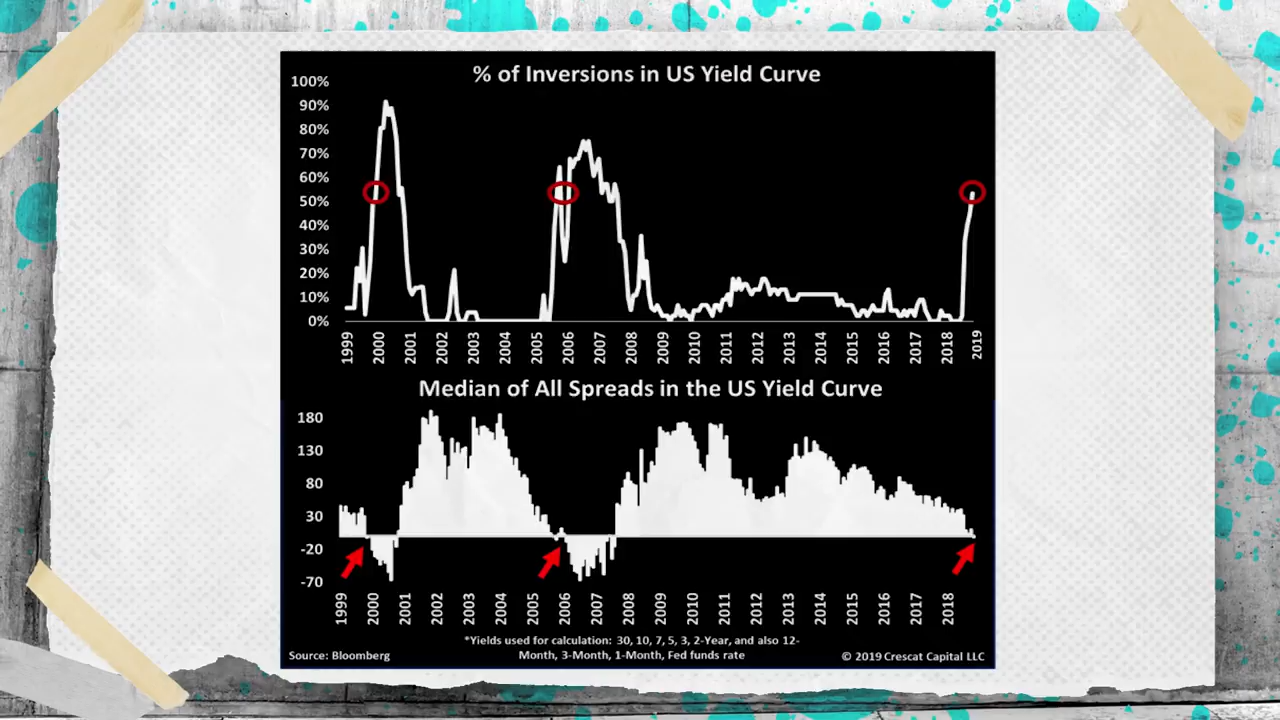 % of Inversions in US Yield Curve
100%
90%
80%
70%
60%
50%
40%
30%
20%
10%
0%
1999 2000 2001 2002 2003 2004 2005 2006 2007 2008 2009 2010 2011 2012 2013 2014 2015 2016 2017 2018 2019
Median of All Spreads in the US Yield Curve
180
130
80
30
-20
-70
1999 2000 2001 2002 2003 2004 2005 2006 2007 2008 2009 2010 2011 2012 2013 2014 2015 2016 2017 2018
*Yields used for calculation: 30, 10, 7, 5, 3, 2-Year, and also 12-
Month, 3-Month, 1-Month, Fed funds rate
Source: Bloomberg
© 2019 Crescat Capital LLC